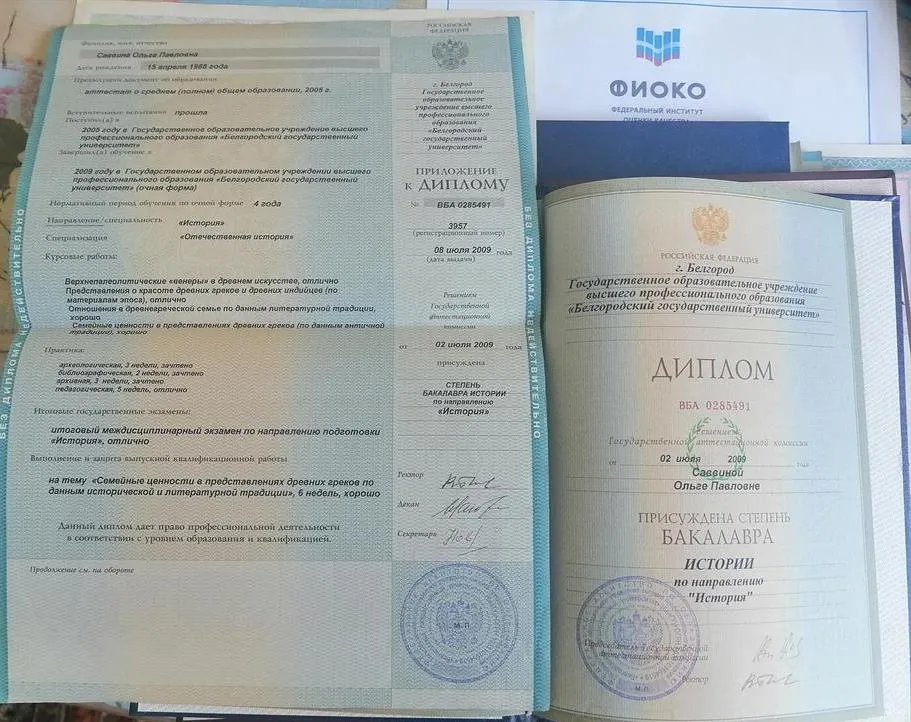 Фамилия, имя, отчество
Саввина Ольга Павловна
Дата рождения 15 апреля 1988 года
Предыдущий документ об образовании
аттестат о среднем (полном) общем образовании, 2005 г.
Вступительные испытания прошла
Поступил(а) в
2005 году в Государственное образовательное учреждение высшего
профессионального образования «Белгородский государственный
университет»
Завершил(а) обучение в
2009 году в Государственном образовательном учреждении высшего
профессионального образования «Белгородский государственный
университет» (очная форма)
Нормативный период обучения по очной форме 4 года
Направление/специальность «История»
Специализация «Отечественная история»
Курсовые работы:
Верхнепалеолитические «венеры» в древнем искусстве, отлично
Представления о красоте древних греков и древних индийцев (по
материалам эпоса), отлично
Отношения в древнегреческой семье по данным литературной традиции,
хорошо
Семейные ценности в представлениях древних греков (по данным античной
традиции), хорошо
Практика:
археологическая, 3 недели, зачтено
библиографическая, 2 недели, зачтено
архивная, 3 недели, зачтено
педагогическая, 5 недель, отлично
Итоговые государственные экзамены:
итоговый междисциплинарный экзамен по направлению подготовки
«История», отлично
Выполнение и защита выпускной квалификационной работы
на тему «Семейные ценности в представлениях древних греков по
данным исторической и литературной традиции», 6 недель, хорошо
Данный диплом дает право профессиональной деятельности
в соответствии с уровнем образования и квалификацией.
Продолжение см. на обороте
БЕЗ ДИПЛОМА НЕДЕЙСТВИТЕЛЬНО
РОССИЙСКАЯ
ФЕДЕРАЦИЯ
г. Белгород
Государственное
образовательное
учреждение высшего
профессионального
образования
«Белгородский
государственный
университет»
ПРИЛОЖЕНИЕ
к ДИПЛОМУ
№ ВБА 0285491
3957
(регистрационный номер)
08 июля 2009 года
(дата выдачи)
Решением
Государственной
аттестационной
комиссии
от 02 июля 2009 года
присуждена
СТЕПЕНЬ
БАКАЛАВРА ИСТОРИИ
по направлению
«История»
Ректор
Декан
Секретарь
М.П.
БЕЗ ДИПЛОМА НЕДЕЙСТВИТЕЛЬНО
ФИОКО
ФЕДЕРАЛЬНЫЙ ИНСТИТУТ
ОЦЕНКИ КАЧЕСТВА
РОССИЙСКАЯ ФЕДЕРАЦИЯ
г. Белгород
Государственное образовательное учреждение
высшего профессионального образования
«Белгородский государственный университет»
ДИПЛОМ
ВБА 0285491
Решением
Государственной аттестационной комиссии
от 02 июля 2009 года
Саввиной
Ольге Павловне
ПРИСУЖДЕНА СТЕПЕНЬ
БАКАЛАВРА
ИСТОРИИ
по направлению
"История"
Председатель Государственной
аттестационной комиссии
Ректор
М.П.